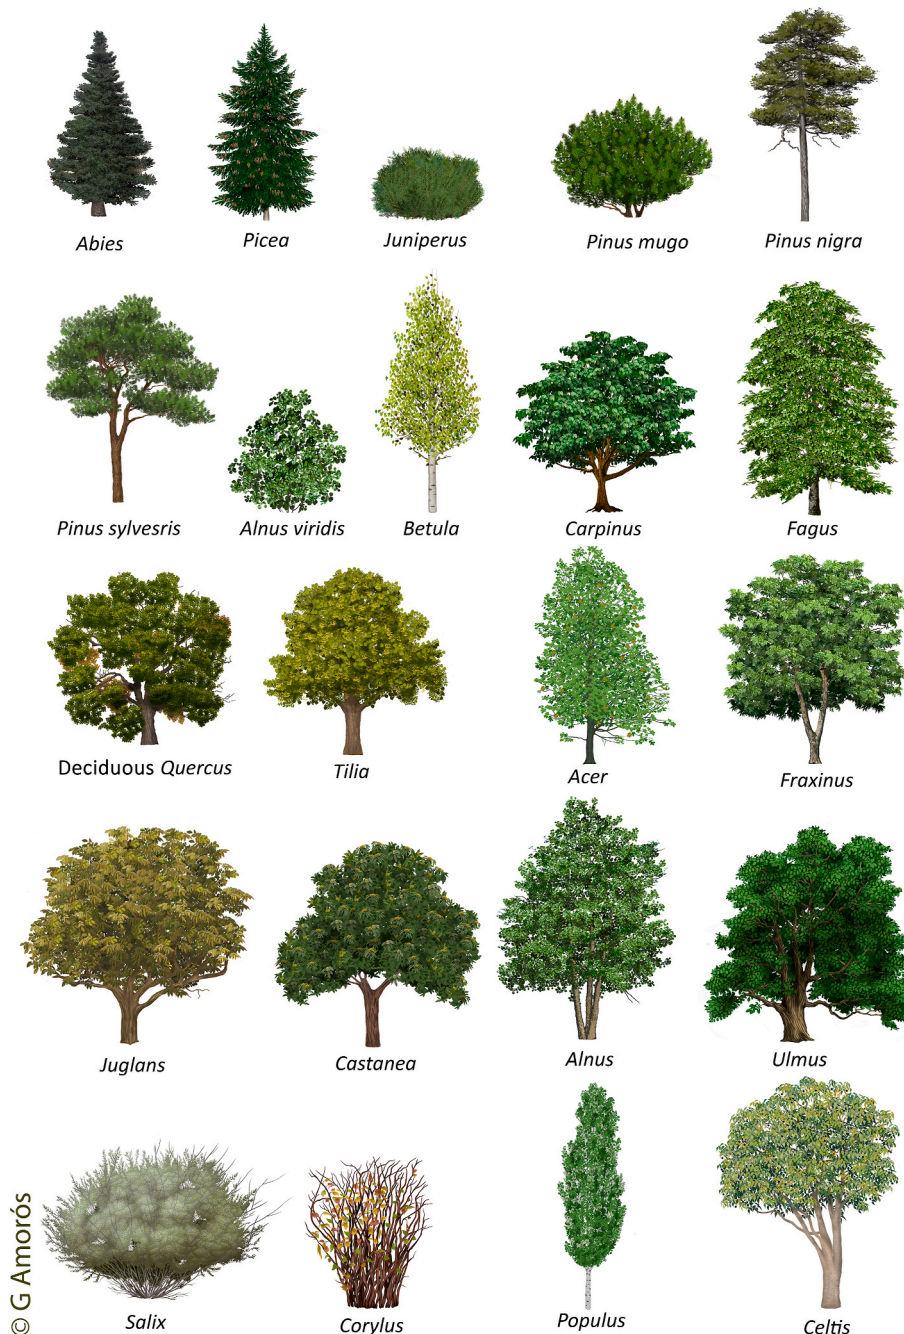 Abies
Picea
Juniperus
Pinus mugo
Pinus nigra
Pinus sylvesris
Alnus viridis
Betula
Carpinus
Fagus
Deciduous Quercus
Tilia
Acer
Fraxinus
Juglans
Castanea
Alnus
Ulmus
Salix
Corylus
Populus
Celtis
© G Amorós